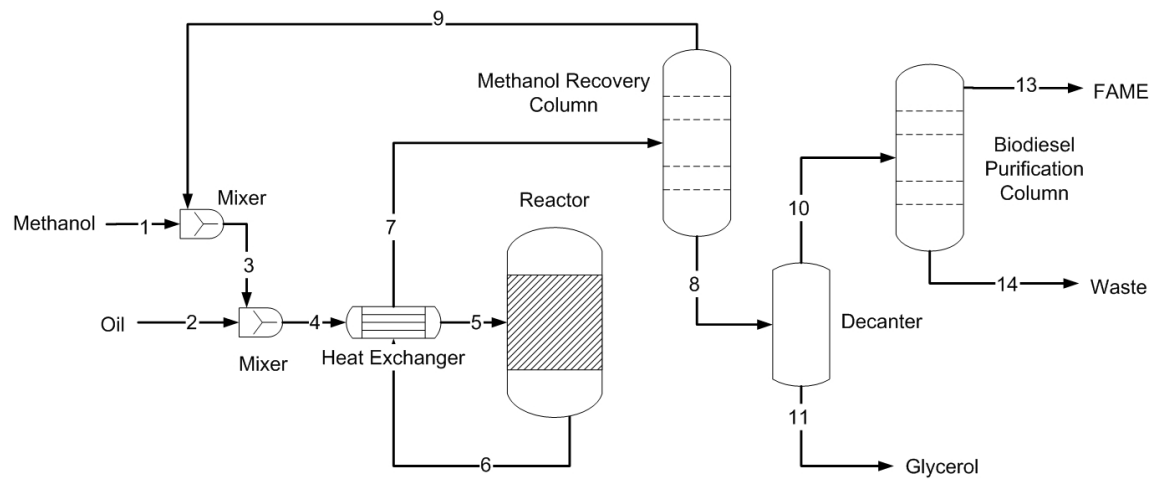 9
Methanol Recovery
Column
13
FAME
Biodiesel
Purification
Column
Mixer
Reactor
Methanol
1
7
10
3
8
14
Waste
Oil
2
4
5
Decanter
Mixer
Heat Exchanger
11
6
Glycerol